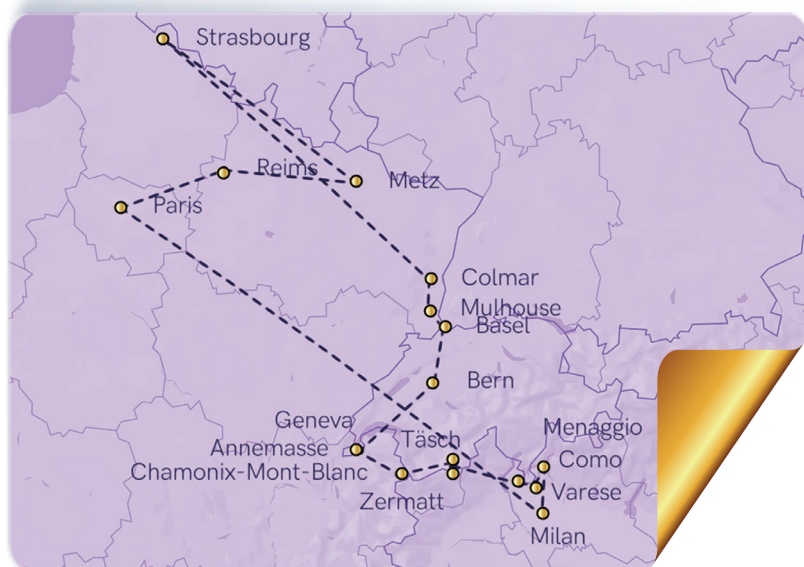 Strasbourg
Reims
Metz
Paris
Colmar
Mulhouse
Basel
Bern
Geneva
Menaggio
Täsch
Annemasse
Como
Chamonix-Mont-Blanc
Varese
Zermatt
Milan